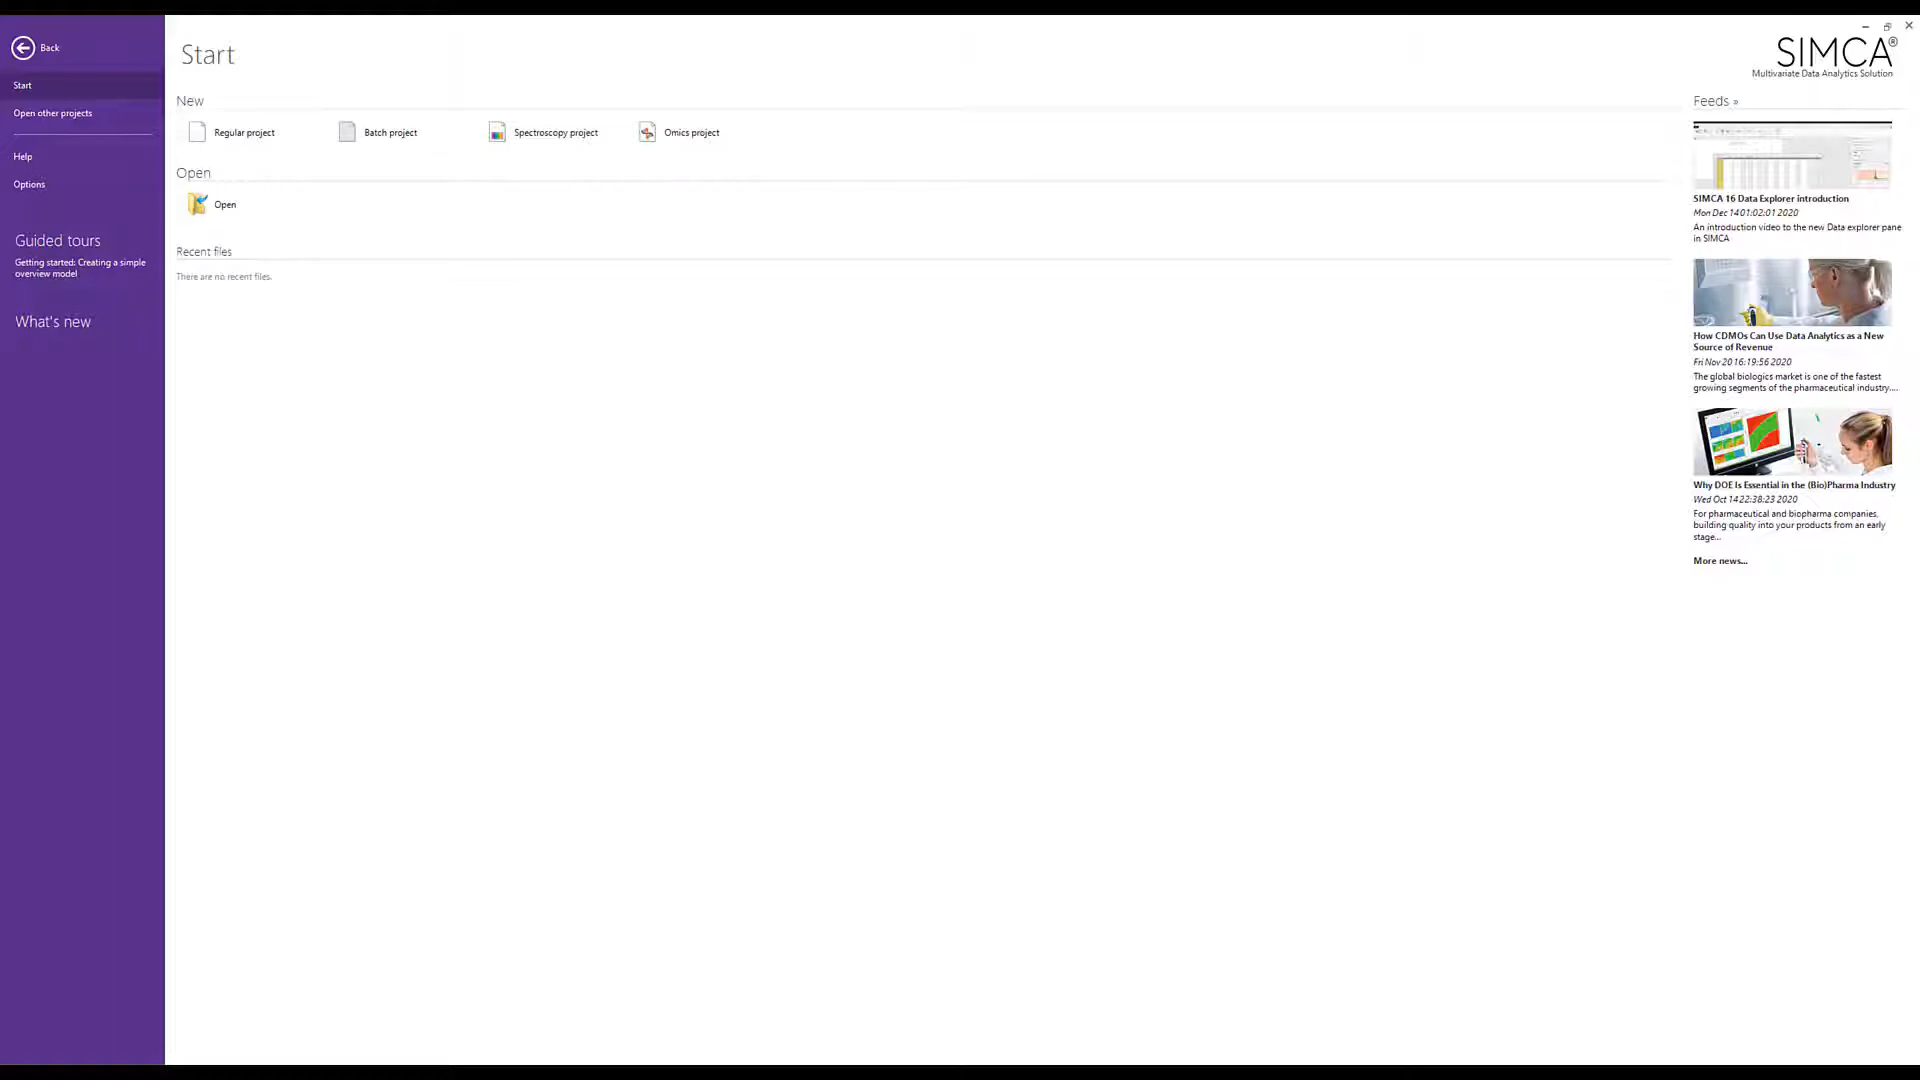 Back
Start
Open other projects
Help
Options
Guided tours
Getting started: Creating a simple
overview model
What's new
Start
New
Regular project
Batch project
Spectroscopy project
Omics project
Open
Open
Recent files
There are no recent files.
SIMCA®
Multivariate Data Analytics Solution
Feeds »
SIMCA 16 Data Explorer introduction
Mon Dec 14 01:02:01 2020
An introduction video to the new Data explorer pane
in SIMCA
How CDMOs Can Use Data Analytics as a New
Source of Revenue
Fri Nov 20 16:19:56 2020
The global biologics market is one of the fastest
growing segments of the pharmaceutical industry....
Why DOE Is Essential in the (Bio)Pharma Industry
Wed Oct 14 22:38:23 2020
For pharmaceutical and biopharma companies,
building quality into your products from an early
stage...
More news...